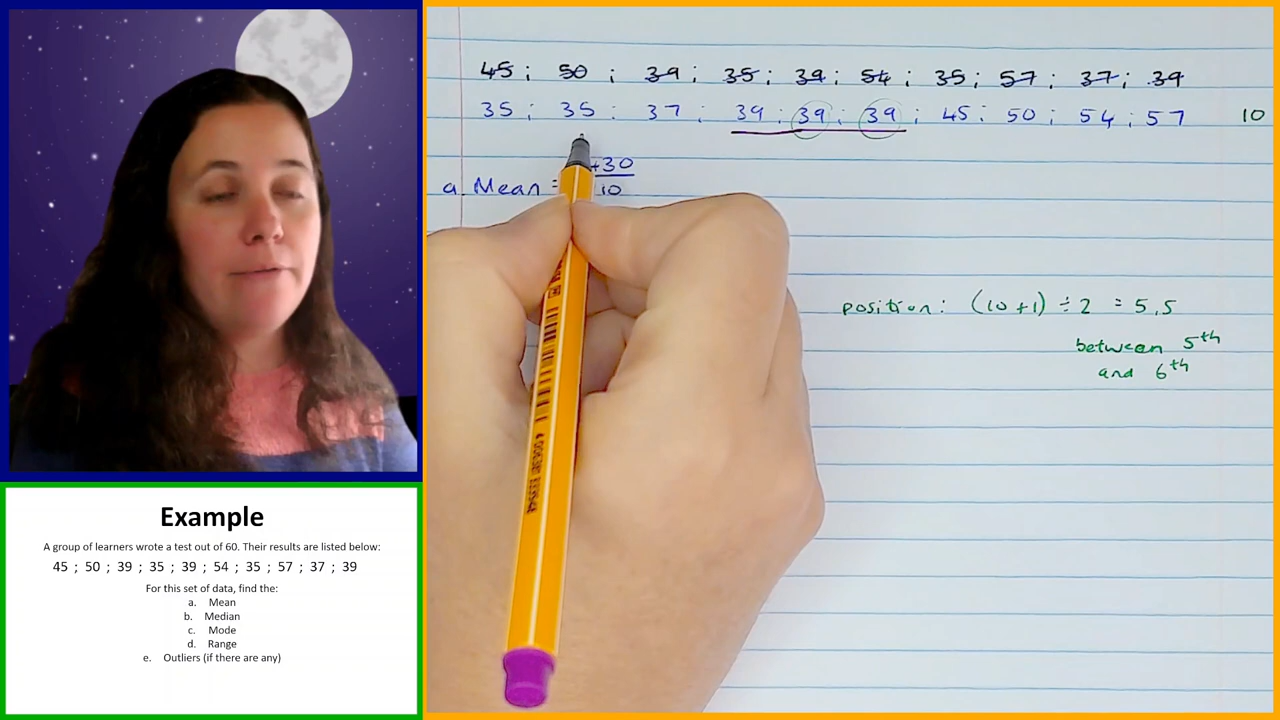 45 ; 50 ; 39 ; 35 ; 39 ; 54 ; 35 ; 57 ; 37 ; 39
35 ; 35 ; 37 ; 39 ; 39 ; 39 ; 45 ; 50 ; 54 ; 57 10
+30
a. Mean = 10
position: (10+1) ÷ 2 = 5,5
between 5th
and 6th
Example
A group of learners wrote a test out of 60. Their results are listed below:
45 ; 50 ; 39 ; 35 ; 39 ; 54 ; 35 ; 57 ; 37 ; 39
For this set of data, find the:
a. Mean
b. Median
c. Mode
d. Range
e. Outliers (if there are any)